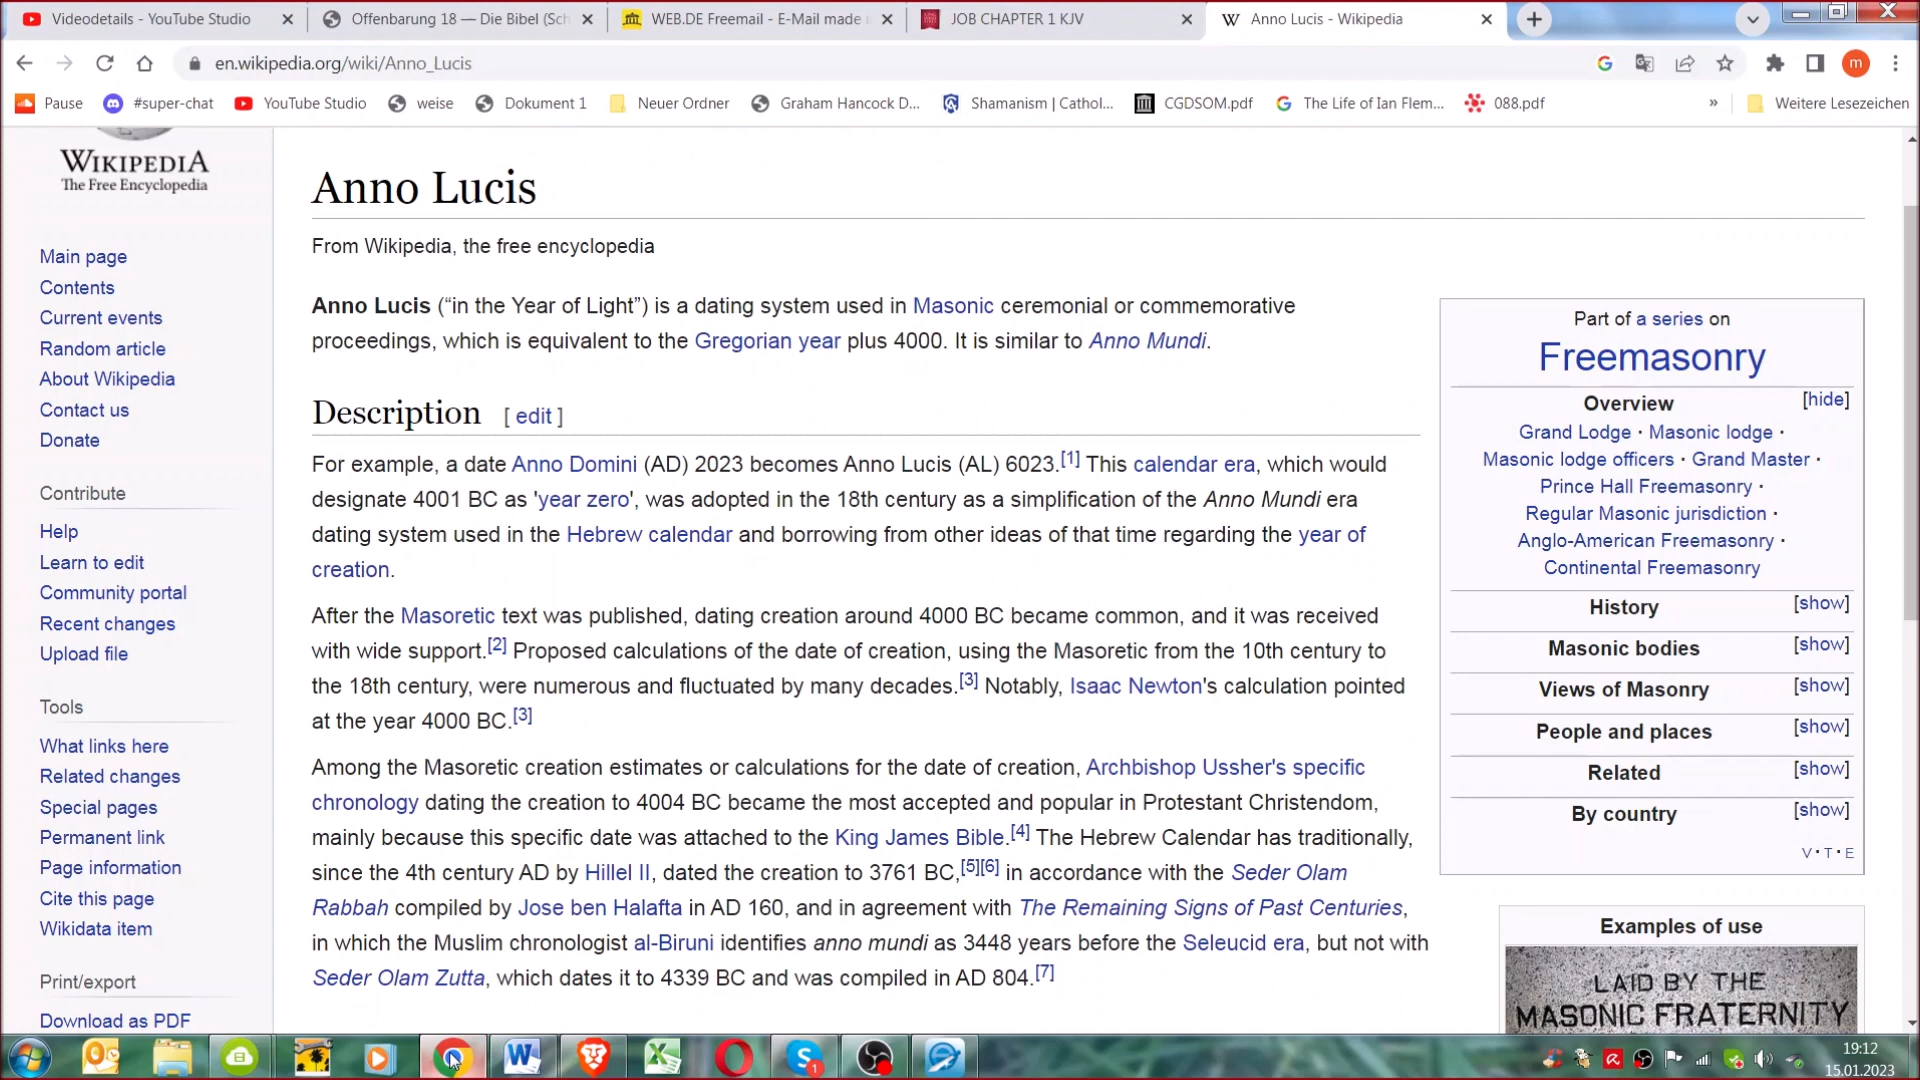 Videodetails - YouTube Studio
Offenbarung 18 — Die Bibel (Sch
WEB.DE Freemail - E-Mail made
JOB CHAPTER 1 KJV
Anno Lucis - Wikipedia
en.wikipedia.org/wiki/Anno_Lucis
Pause
#super-chat
YouTube Studio
weise
Dokument 1
Neuer Ordner
Graham Hancock D...
Shamanism | Cathol...
CGDSOM.pdf
The Life of Ian Flem...
088.pdf
»
Weitere Lesezeichen
WIKIPEDIA
The Free Encyclopedia
Main page
Contents
Current events
Random article
About Wikipedia
Contact us
Donate
Contribute
Help
Learn to edit
Community portal
Recent changes
Upload file
Tools
What links here
Related changes
Special pages
Permanent link
Page information
Cite this page
Wikidata item
Print/export
Download as PDF
Anno Lucis
From Wikipedia, the free encyclopedia
Anno Lucis (“in the Year of Light”) is a dating system used in Masonic ceremonial or commemorative
proceedings, which is equivalent to the Gregorian year plus 4000. It is similar to Anno Mundi.
Description [ edit ]
For example, a date Anno Domini (AD) 2023 becomes Anno Lucis (AL) 6023.[1] This calendar era, which would
designate 4001 BC as 'year zero', was adopted in the 18th century as a simplification of the Anno Mundi era
dating system used in the Hebrew calendar and borrowing from other ideas of that time regarding the year of
creation.
After the Masoretic text was published, dating creation around 4000 BC became common, and it was received
with wide support.[2] Proposed calculations of the date of creation, using the Masoretic from the 10th century to
the 18th century, were numerous and fluctuated by many decades.[3] Notably, Isaac Newton's calculation pointed
at the year 4000 BC.[3]
Among the Masoretic creation estimates or calculations for the date of creation, Archbishop Ussher's specific
chronology dating the creation to 4004 BC became the most accepted and popular in Protestant Christendom,
mainly because this specific date was attached to the King James Bible.[4] The Hebrew Calendar has traditionally,
since the 4th century AD by Hillel II, dated the creation to 3761 BC,[5][6] in accordance with the Seder Olam
Rabbah compiled by Jose ben Halafta in AD 160, and in agreement with The Remaining Signs of Past Centuries,
in which the Muslim chronologist al-Biruni identifies anno mundi as 3448 years before the Seleucid era, but not with
Seder Olam Zutta, which dates it to 4339 BC and was compiled in AD 804.[7]
Part of a series on
Freemasonry
Overview [hide]
Grand Lodge · Masonic lodge ·
Masonic lodge officers · Grand Master ·
Prince Hall Freemasonry ·
Regular Masonic jurisdiction ·
Anglo-American Freemasonry ·
Continental Freemasonry
History [show]
Masonic bodies [show]
Views of Masonry [show]
People and places [show]
Related [show]
By country [show]
V · T · E
Examples of use
LAID BY THE
MASONIC FRATERNITY
19:12
15.01.2023